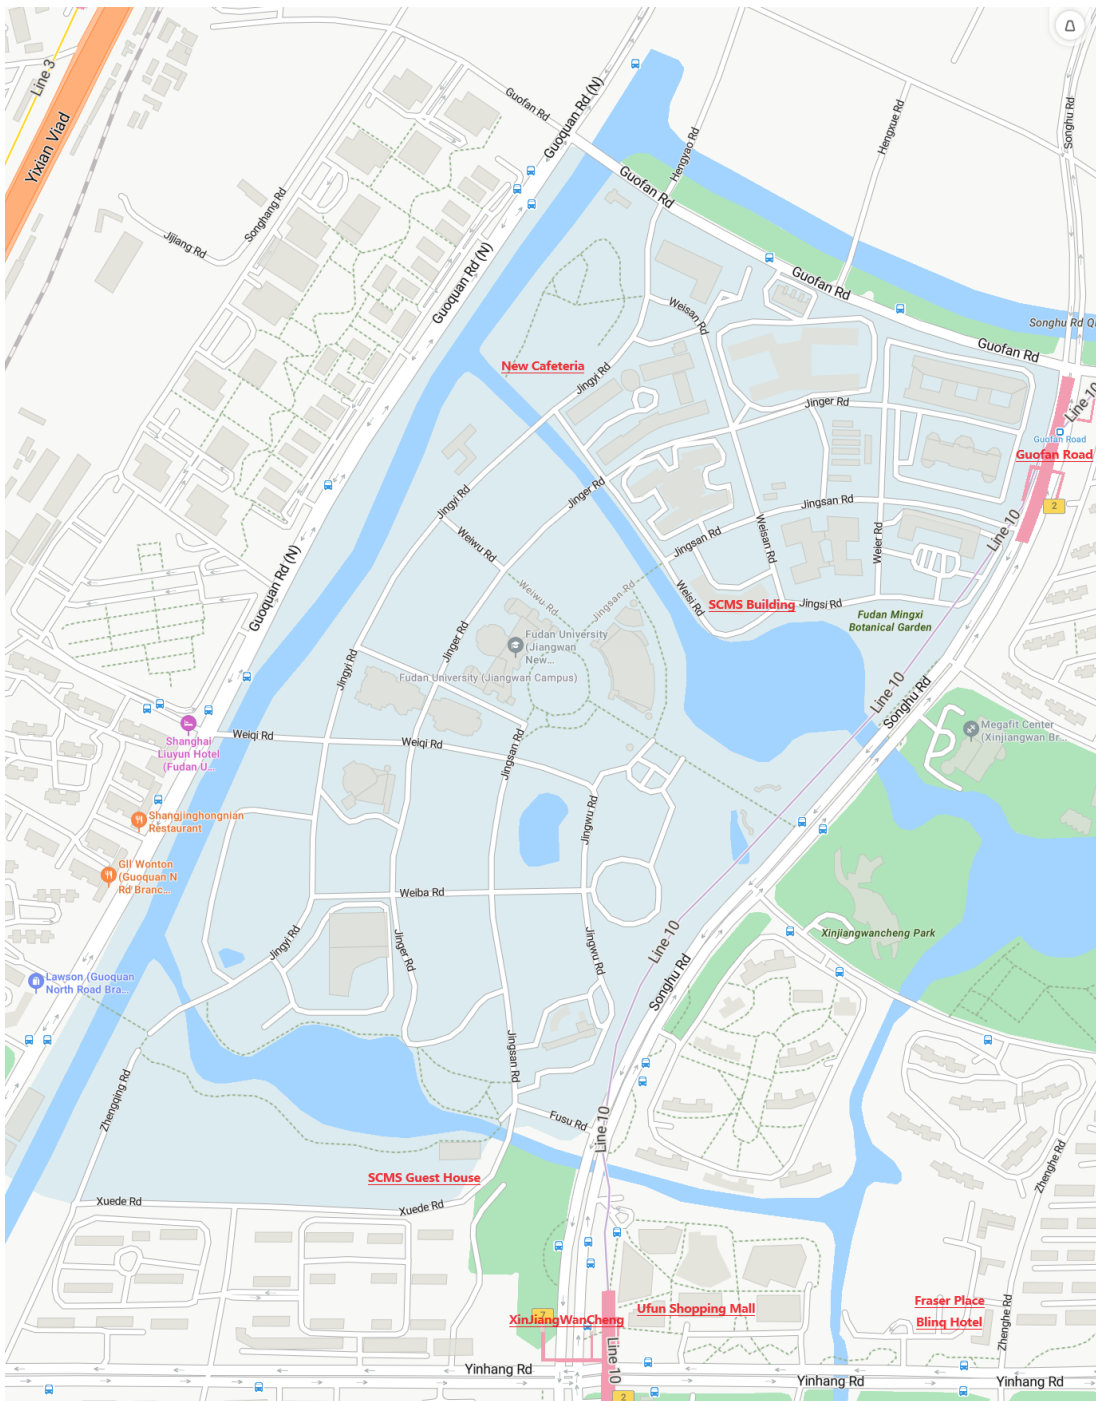 Line 3
Yixian Viad
Guofan Rd
Guoquan Rd (N)
Hengyao Rd
Hengxue Rd
Songhu Rd
Guofan Rd
Songhang Rd
Jijiang Rd
Guoquan Rd (N)
Guofan Rd
Weisan Rd
Songhu Rd Q
Guofan Rd
New Cafeteria
Jingyi Rd
Jinger Rd
Line 10
Guofan Road
Guofan Road
Jingyi Rd
Jinger Rd
Jingsan Rd
2
Line 10
Weiwu Rd
Jingsan Rd
Weisan Rd
Weier Rd
Guoquan Rd (N)
Weiwu Rd
Jingsan Rd
Weisi Rd
SCMS Building
Jingsi Rd
Fudan Mingxi
Botanical Garden
Jinger Rd
Fudan University
(Jiangwan
New...
Fudan University (Jiangwan Campus)
Jingyi Rd
Line 10
Songhu Rd
Megafit Center
(Xinjiangwan Br...
Shanghai
Liuyun Hotel
(Fudan U...
Weiqi Rd
Weiqi Rd
Jingsan Rd
Shangjinghongnian
Restaurant
Jingwu Rd
GII Wonton
(Guoquan N
Rd Branc...
Weiba Rd
Jingyi Rd
Jinger Rd
Jingwu Rd
Line 10
Songhu Rd
Xinjiangwancheng Park
Lawson (Guoquan
North Road Bra...
Jingsan Rd
Zhengqing Rd
Fusu Rd
Line 10
SCMS Guest House
Zhenghe Rd
Xuede Rd
Xuede Rd
7
XinJiangWanCheng
Ufun Shopping Mall
Fraser Place
Blinq Hotel
Zhenghe Rd
Yinhang Rd
Line 10
Yinhang Rd
Yinhang Rd
2